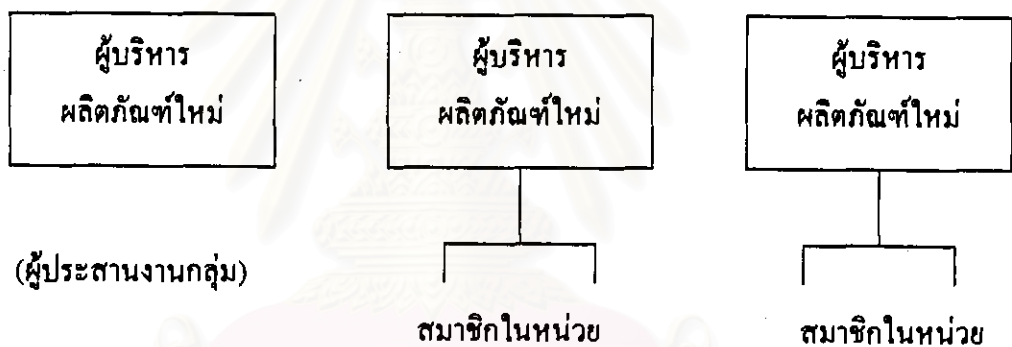 ผู้บริหาร
ผลิตภัณฑ์ใหม่
ผู้บริหาร
ผลิตภัณฑ์ใหม่
ผู้บริหาร
ผลิตภัณฑ์ใหม่
(ผู้ประสานงานกลุ่ม)
สมาชิกในหน่วย
สมาชิกในหน่วย